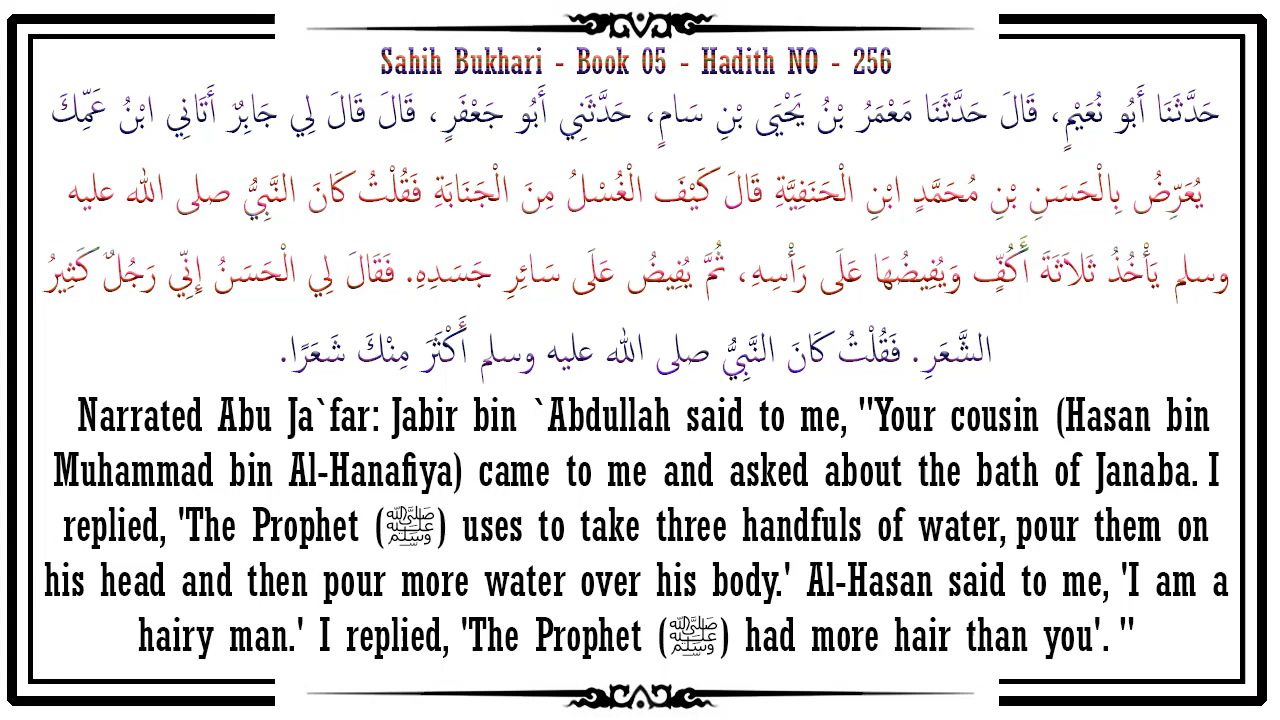 Sahih Bukhari - Book 05 - Hadith NO - 256
حَدَّثَنَا أَبُو نُعَيْمٍ، قَالَ حَدَّثَنَا مَعْمَرُ بْنُ يَحْيَى بْنِ سَامٍ، حَدَّثَنِي أَبُو جَعْفَرٍ، قَالَ قَالَ لِي جَابِرٌ أَتَانِي ابْنُ عَمِّكَ
يُعَرِّضُ بِالْحَسَنِ بْنِ مُحَمَّدٍ ابْنِ الْحَنَفِيَّةِ قَالَ كَيْفَ الْغُسْلُ مِنَ الْجَنَابَةِ فَقُلْتُ كَانَ النَّبِيُّ صلى الله عليه
وسلم يَأْخُذُ ثَلاَثَةَ أَكُفٍّ وَيُفِيضُهَا عَلَى رَأْسِهِ، ثُمَّ يُفِيضُ عَلَى سَائِرِ جَسَدِهِ. فَقَالَ لِي الْحَسَنُ إِنِّي رَجُلٌ كَثِيرُ
الشَّعَرِ. فَقُلْتُ كَانَ النَّبِيُّ صلى الله عليه وسلم أَكْثَرَ مِنْكَ شَعَرًا.
Narrated Abu Ja`far: Jabir bin `Abdullah said to me, "Your cousin (Hasan bin
Muhammad bin Al-Hanafiya) came to me and asked about the bath of Janaba. I
replied, 'The Prophet (ﷺ) uses to take three handfuls of water, pour them on
his head and then pour more water over his body.' Al-Hasan said to me, 'I am a
hairy man.' I replied, 'The Prophet (ﷺ) had more hair than you'. "